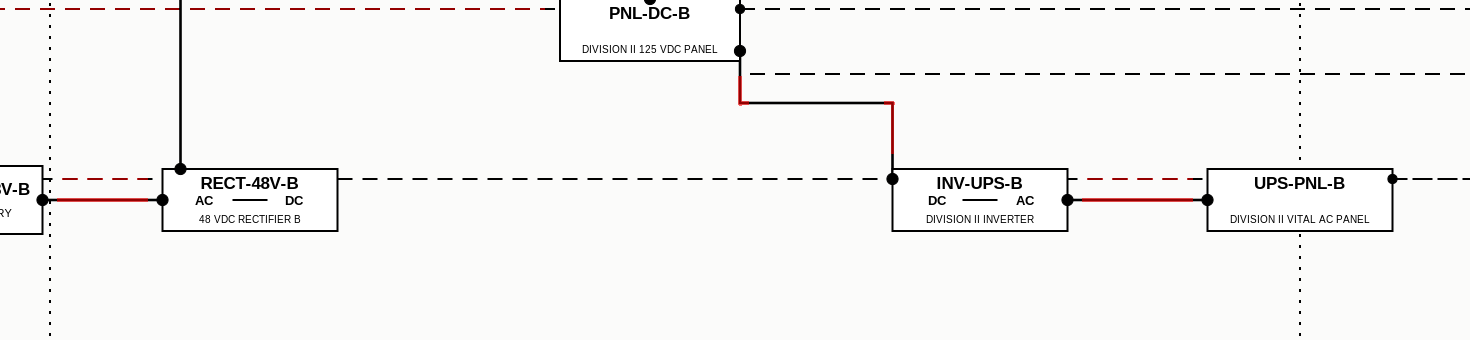 PNL-DC-B
DIVISION II 125 VDC PANEL
V-B
RY
RECT-48V-B
AC DC
48 VDC RECTIFIER B
INV-UPS-B
DC AC
DIVISION II INVERTER
UPS-PNL-B
DIVISION II VITAL AC PANEL